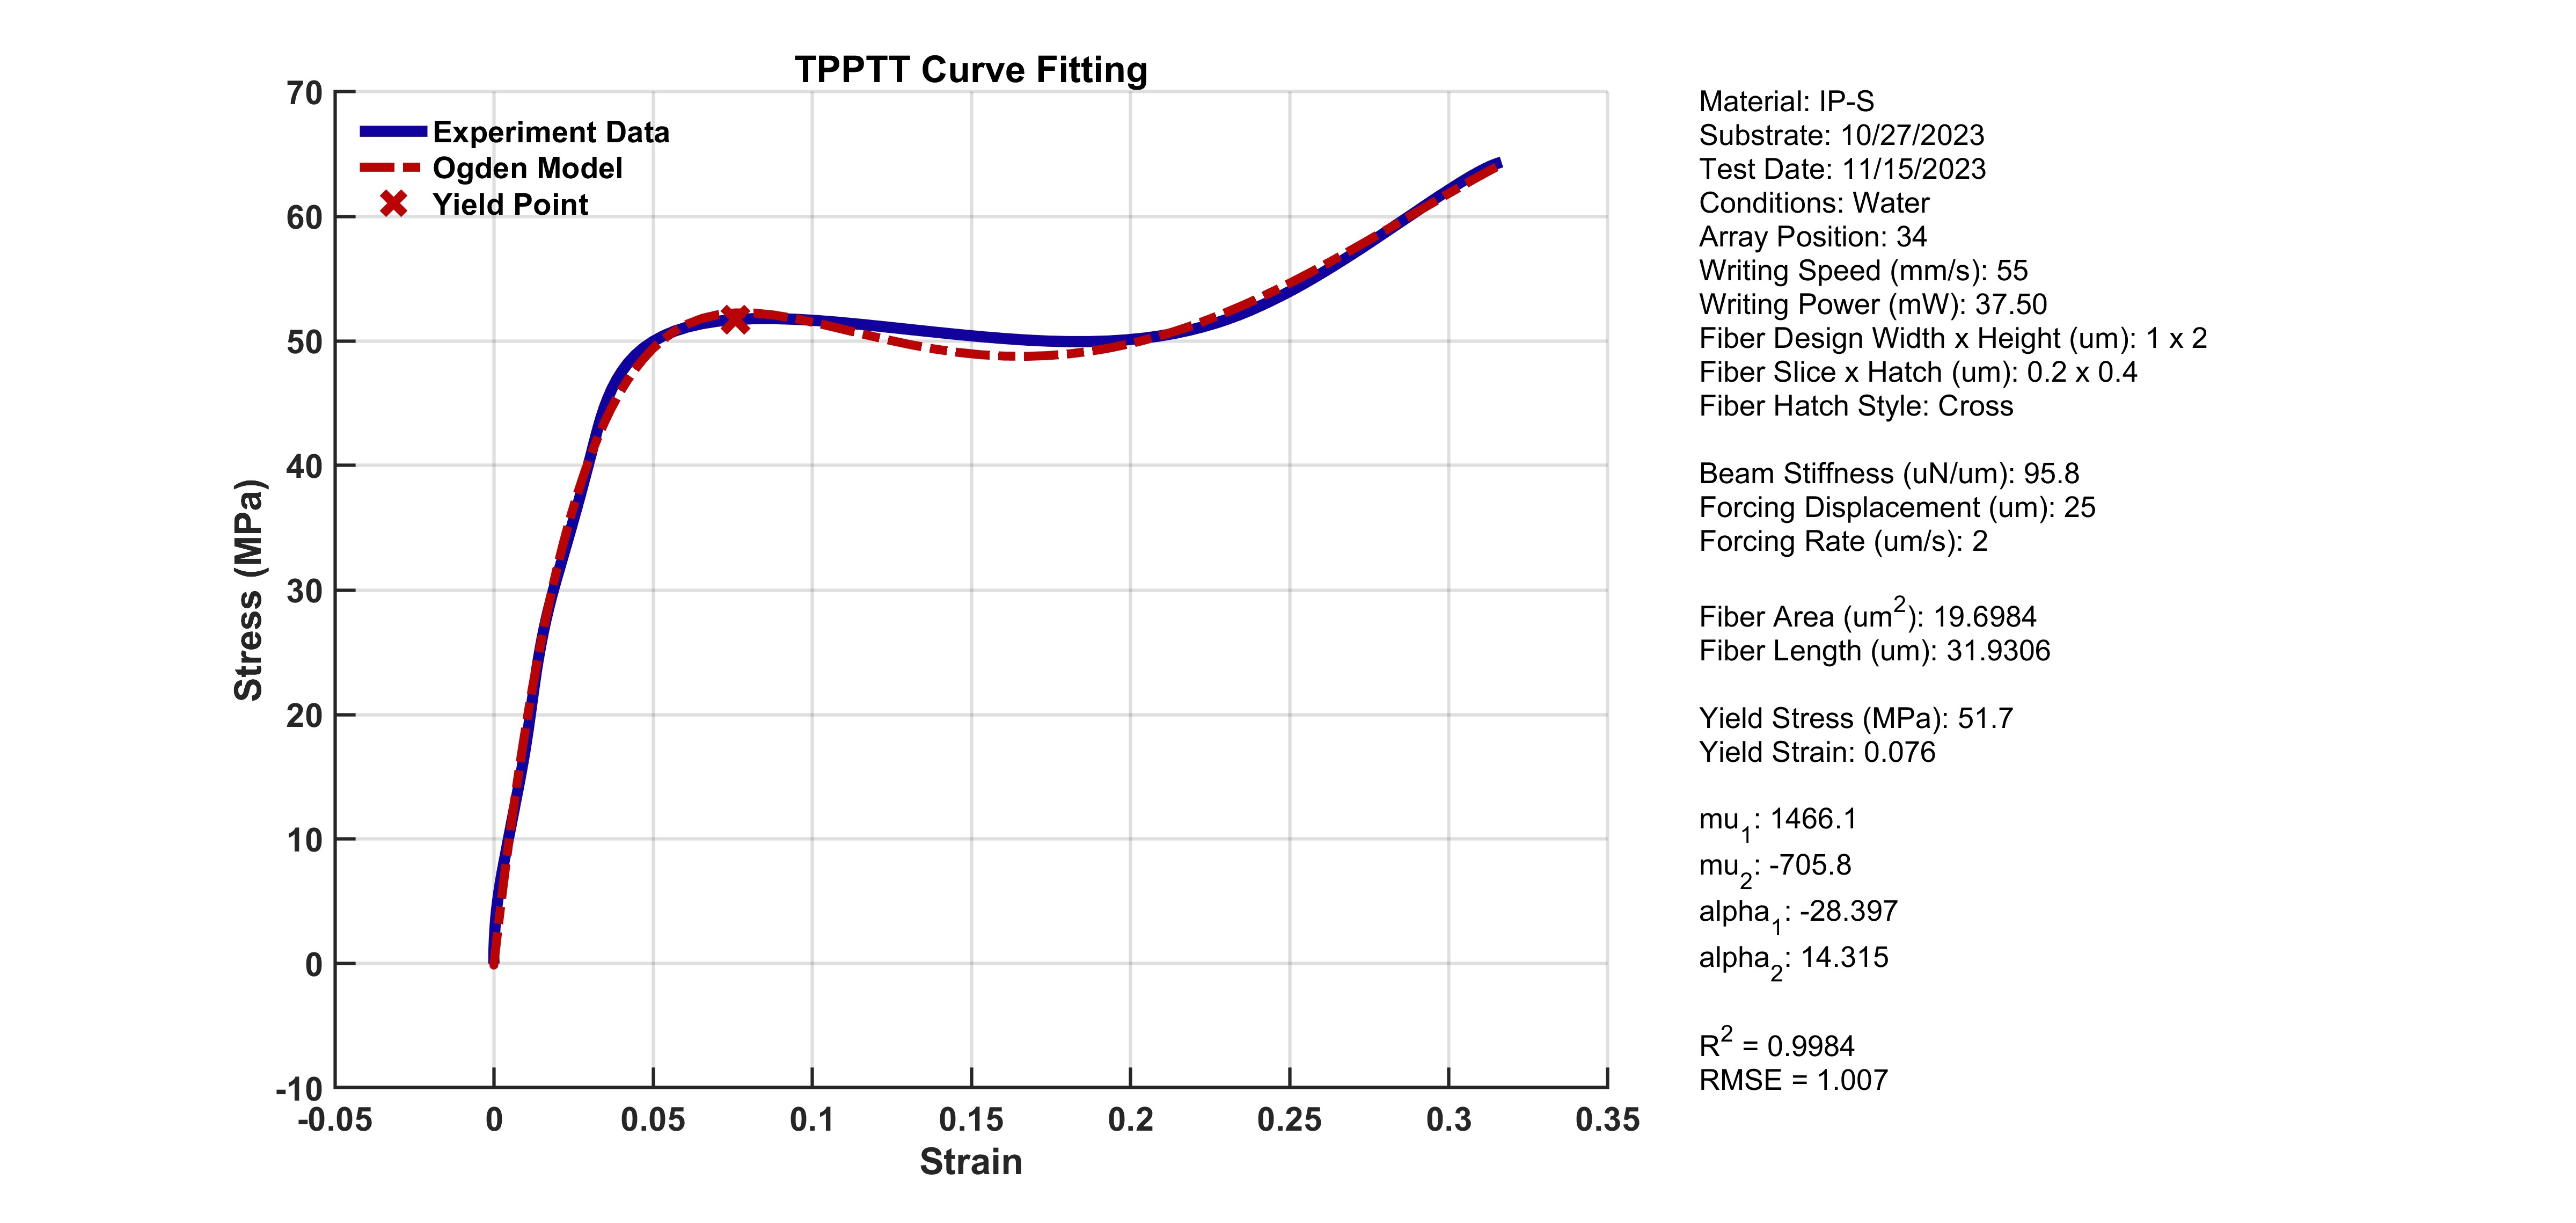 TPPTT Curve Fitting
70
60
50
40
30
20
10
0
-10
Stress (MPa)
Experiment Data
Ogden Model
Yield Point
-0.05 0 0.05 0.1 0.15 0.2 0.25 0.3 0.35
Strain
Material: IP-S
Substrate: 10/27/2023
Test Date: 11/15/2023
Conditions: Water
Array Position: 34
Writing Speed (mm/s): 55
Writing Power (mW): 37.50
Fiber Design Width x Height (um): 1 x 2
Fiber Slice x Hatch (um): 0.2 x 0.4
Fiber Hatch Style: Cross
Beam Stiffness (uN/um): 95.8
Forcing Displacement (um): 25
Forcing Rate (um/s): 2
Fiber Area (um²): 19.6984
Fiber Length (um): 31.9306
Yield Stress (MPa): 51.7
Yield Strain: 0.076
mu₁: 1466.1
mu₂: -705.8
alpha₁: -28.397
alpha₂: 14.315
R² = 0.9984
RMSE = 1.007